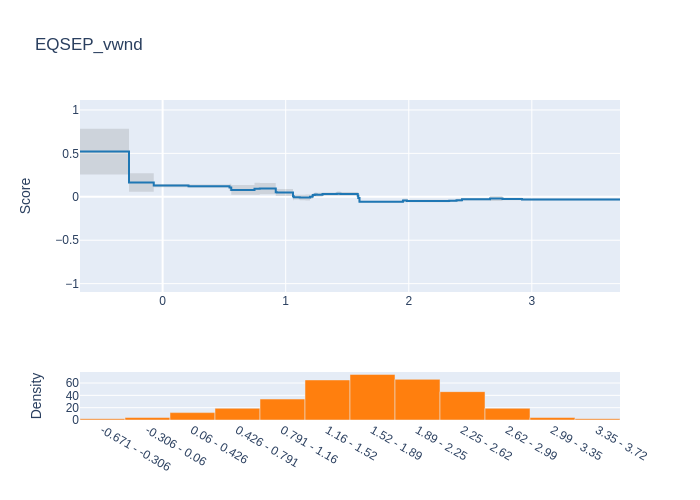 EQSEP_vwnd
Score
1
0.5
0
−0.5
−1
0 1 2 3
Density
60
40
20
0
-0.671 - -0.306
-0.306 - 0.06
0.06 - 0.426
0.426 - 0.791
0.791 - 1.16
1.16 - 1.52
1.52 - 1.89
1.89 - 2.25
2.25 - 2.62
2.62 - 2.99
2.99 - 3.35
3.35 - 3.72